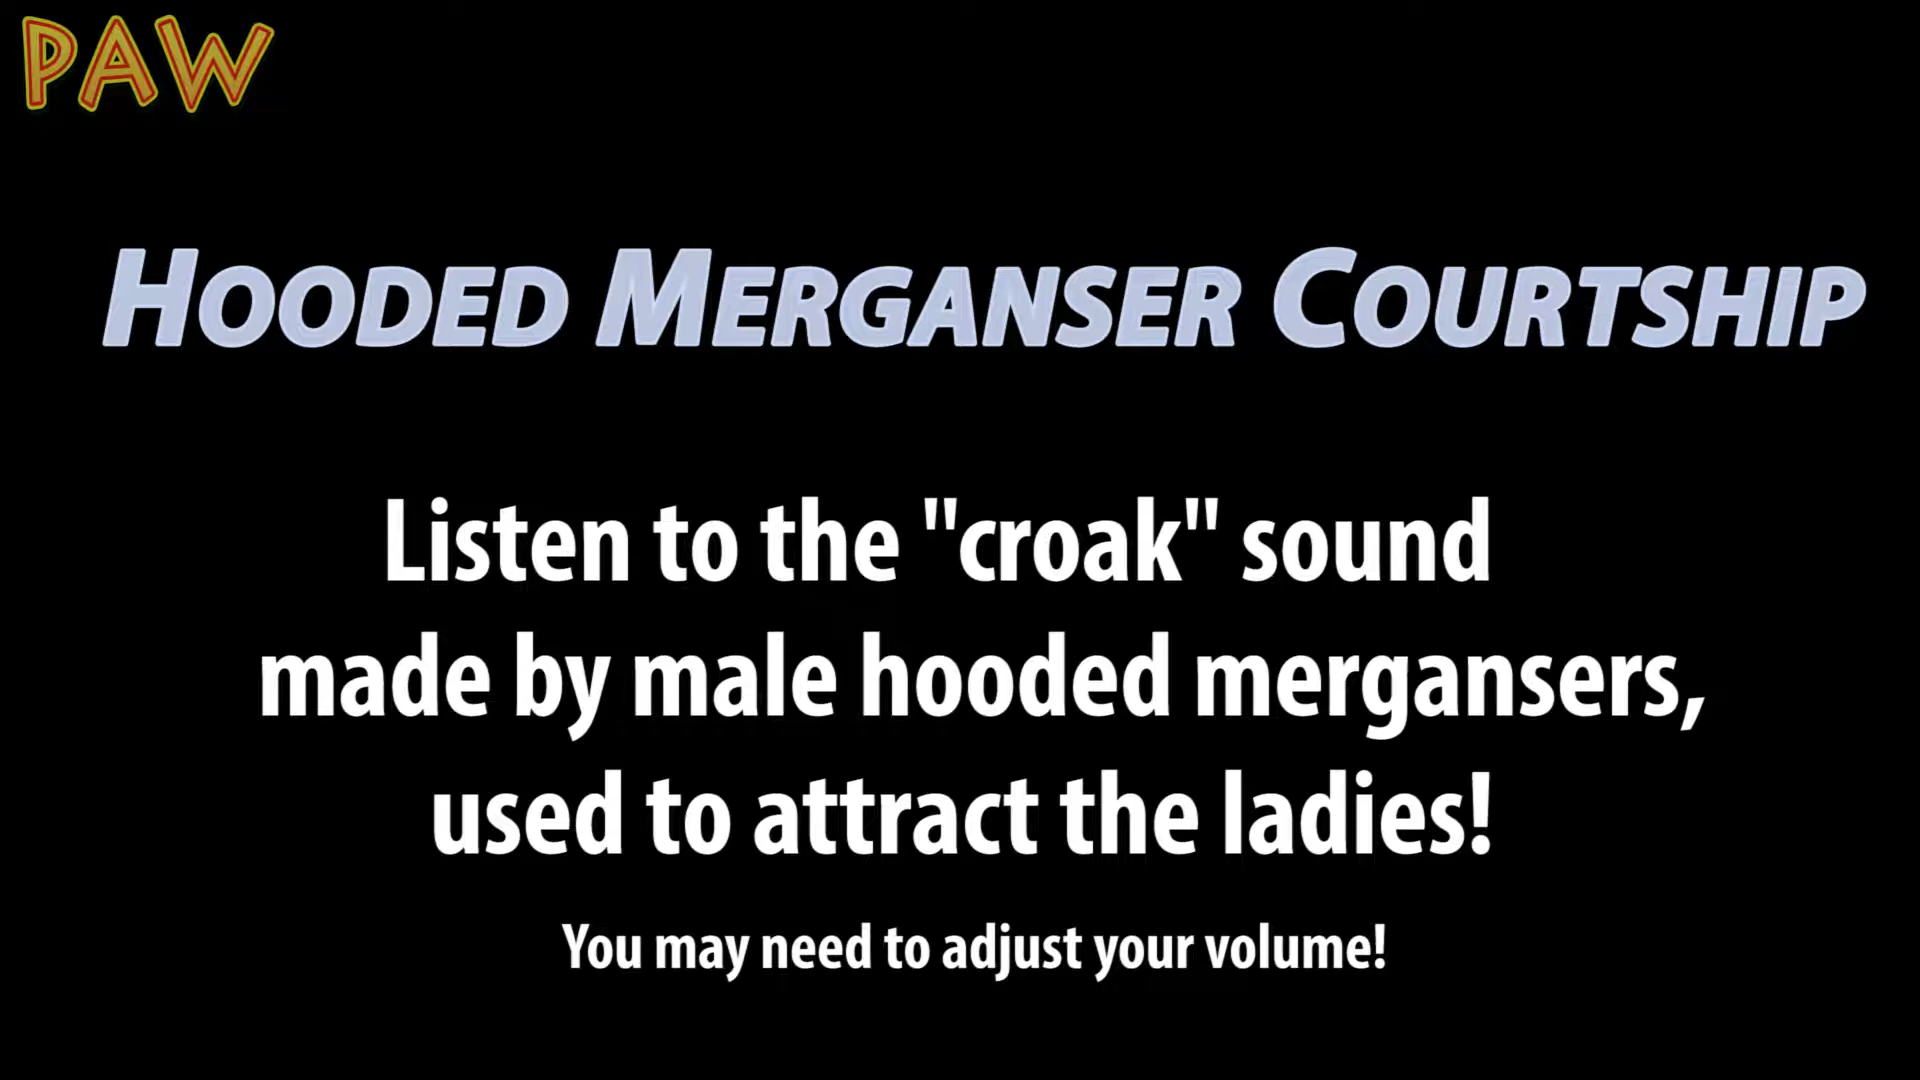 PAW
HOODED MERGANSER COURTSHIP
Listen to the "croak" sound
made by male hooded mergansers,
used to attract the ladies!
You may need to adjust your volume!